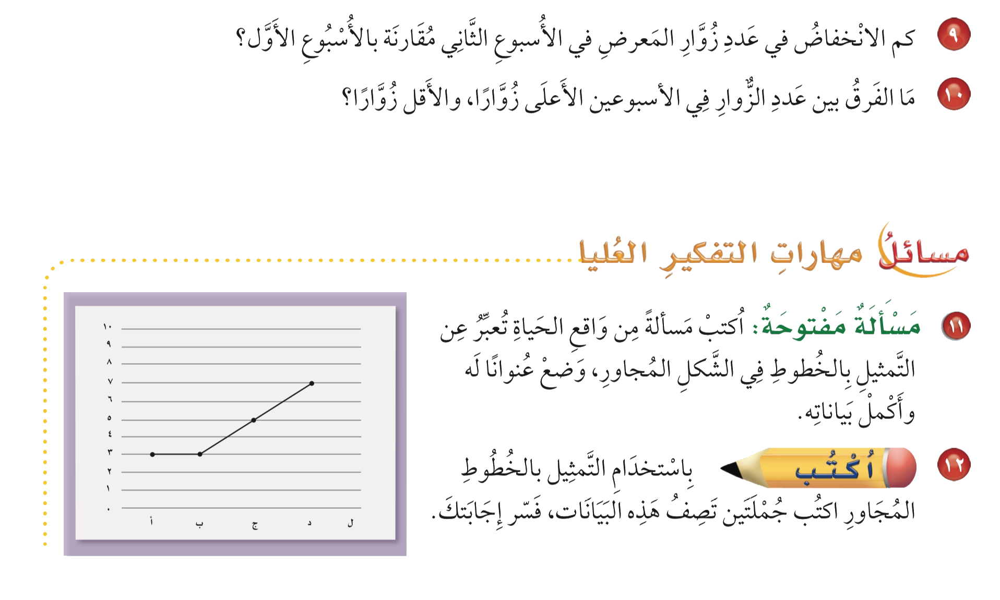 ٩ كم الانْخفاضُ في عَددِ زُوَّارِ المَعرضِ في الأُسبوعِ الثَّانِي مُقَارنَة بالأُسْبُوعِ الأَوَّل؟
١٠ مَا الفَرقُ بين عَددِ الزُّوارِ فِي الأسبوعين الأَعلَى زُوَّارًا، والأَقل زُوَّارًا؟
مسائلُ مهاراتِ التفكيرِ العُليا
١١ مَسْأَلَةٌ مَفْتوحَةٌ: اُكتبْ مَسألةً مِن وَاقعِ الحَياةِ تُعبِّرُ عِن
التَّمثيلِ بِالخُطوطِ فِي الشَّكلِ المُجاورِ، وَضعْ عُنوانًا لَه
وأَكْملْ بَياناتِه.
١٢ اُكْتُب بِاسْتخدَامِ التَّمثِيل بالخُطُوطِ
المُجَاورِ اكتُب جُمْلَتَين تَصِفُ هَذِه الَبَيَانَات، فَسّر إِجَابَتكَ.
١٠
٩
٨
٧
٦
٥
٤
٣
٢
١
٠
أ ب ج د ل